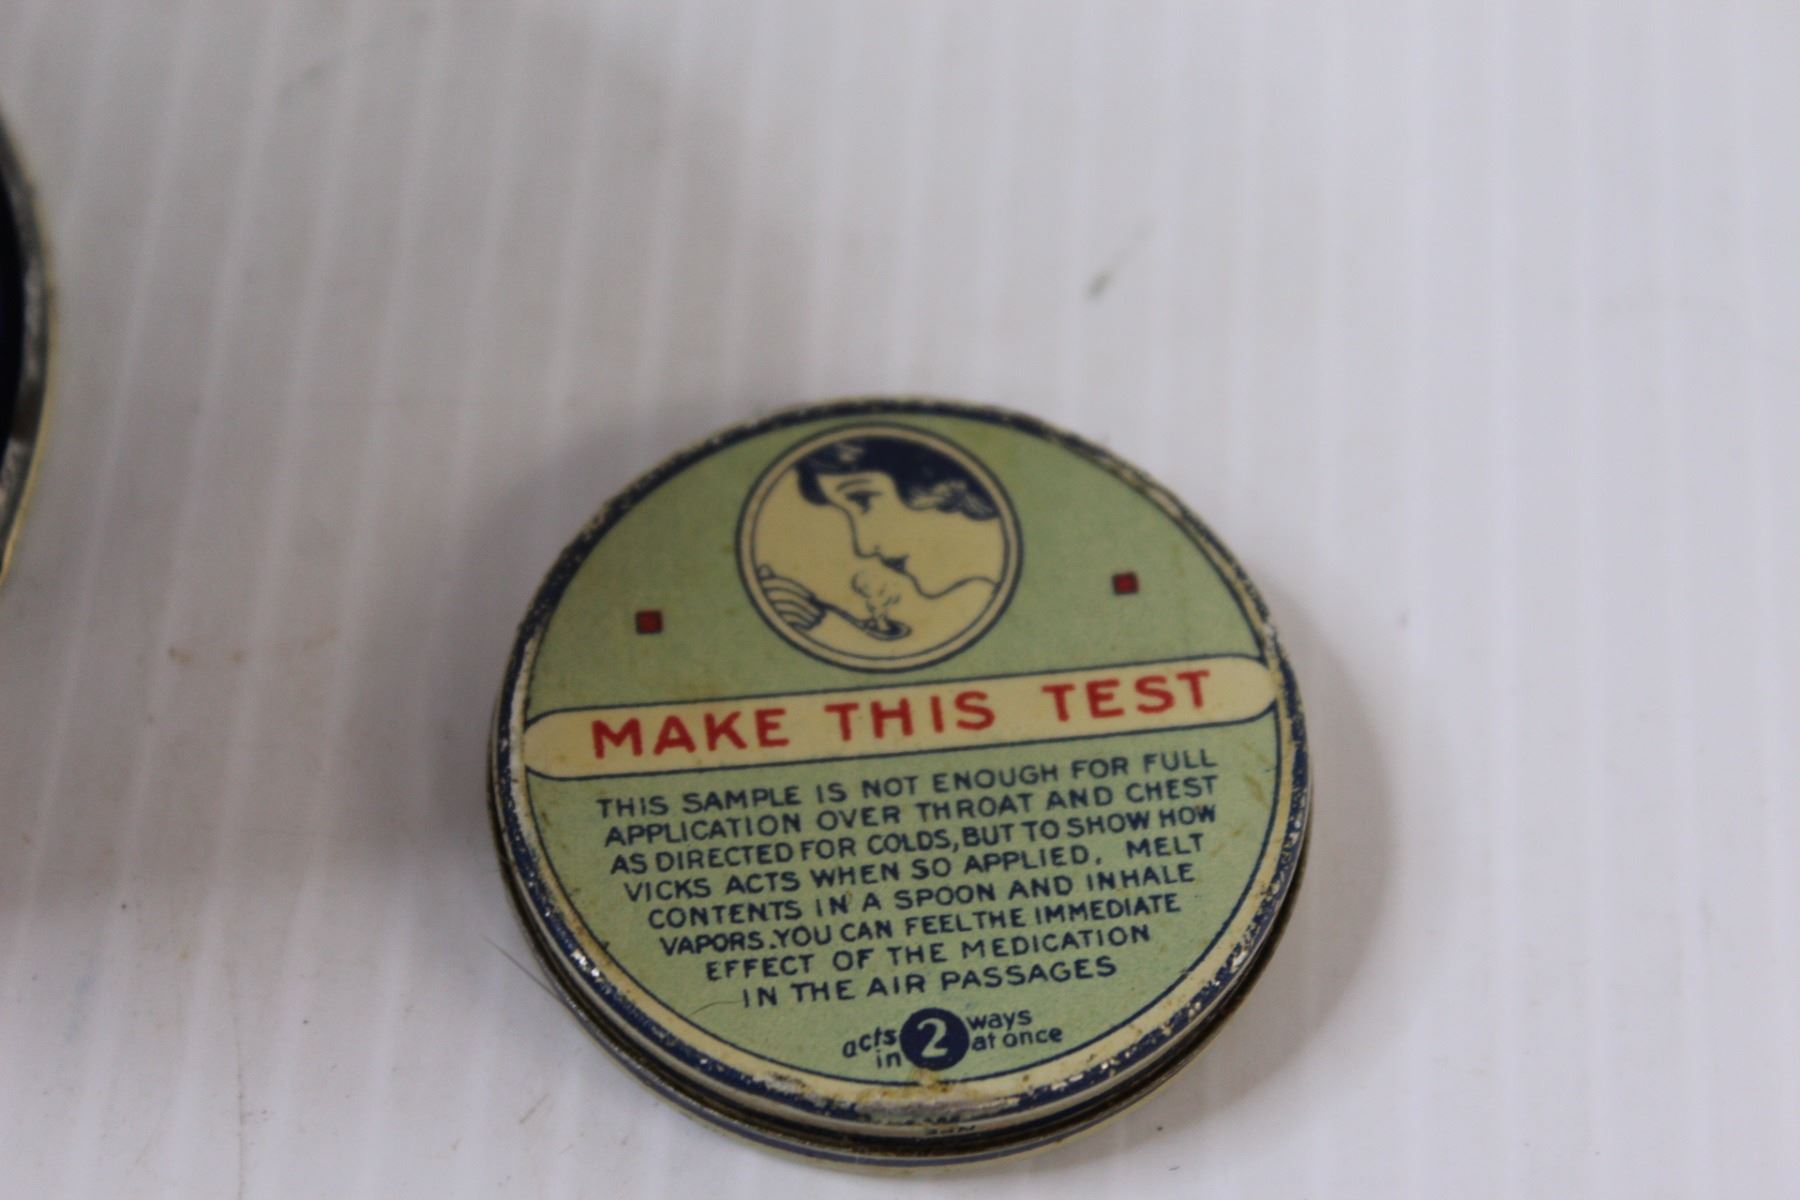 MAKE THIS TEST
THIS SAMPLE IS NOT ENOUGH FOR FULL
APPLICATION OVER THROAT AND CHEST
AS DIRECTED FOR COLDS, BUT TO SHOW HOW
VICKS ACTS WHEN SO APPLIED. MELT
CONTENTS IN A SPOON AND INHALE
VAPORS. YOU CAN FEEL THE IMMEDIATE
EFFECT OF THE MEDICATION
IN THE AIR PASSAGES
acts in 2 ways at once